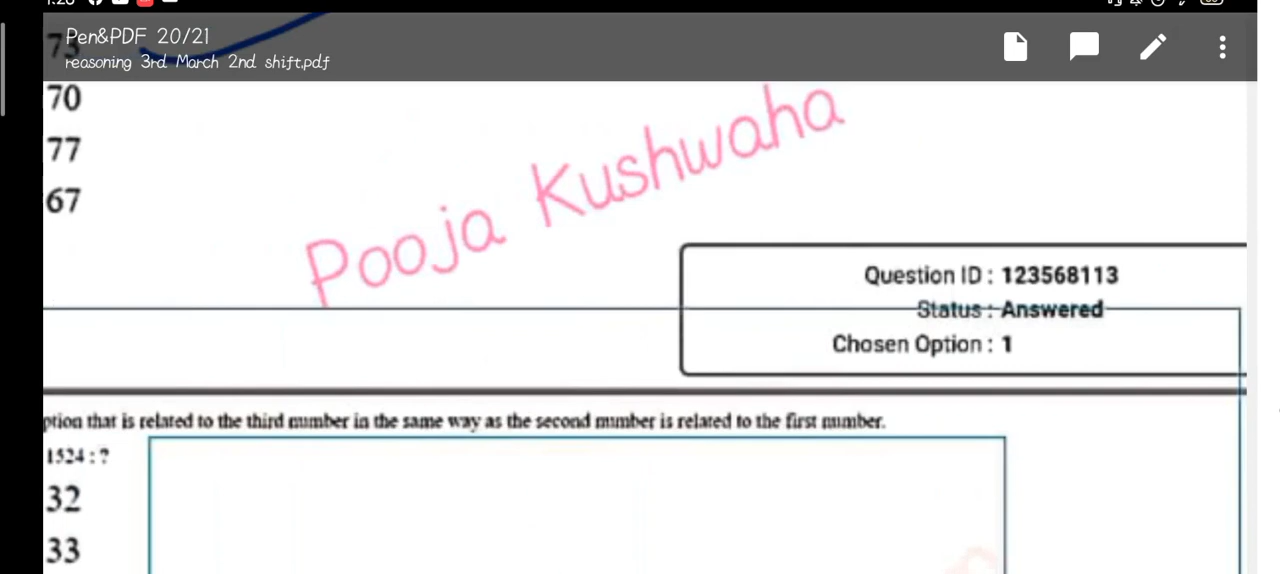 Pen&PDF 20/21
reasoning 3rd March 2nd shift.pdf
70
77
67
Pooja Kushwaha
Question ID : 123568113
Status : Answered
Chosen Option : 1
ption that is related to the third number in the same way as the second number is related to the first number.
1524 : ?
32
33